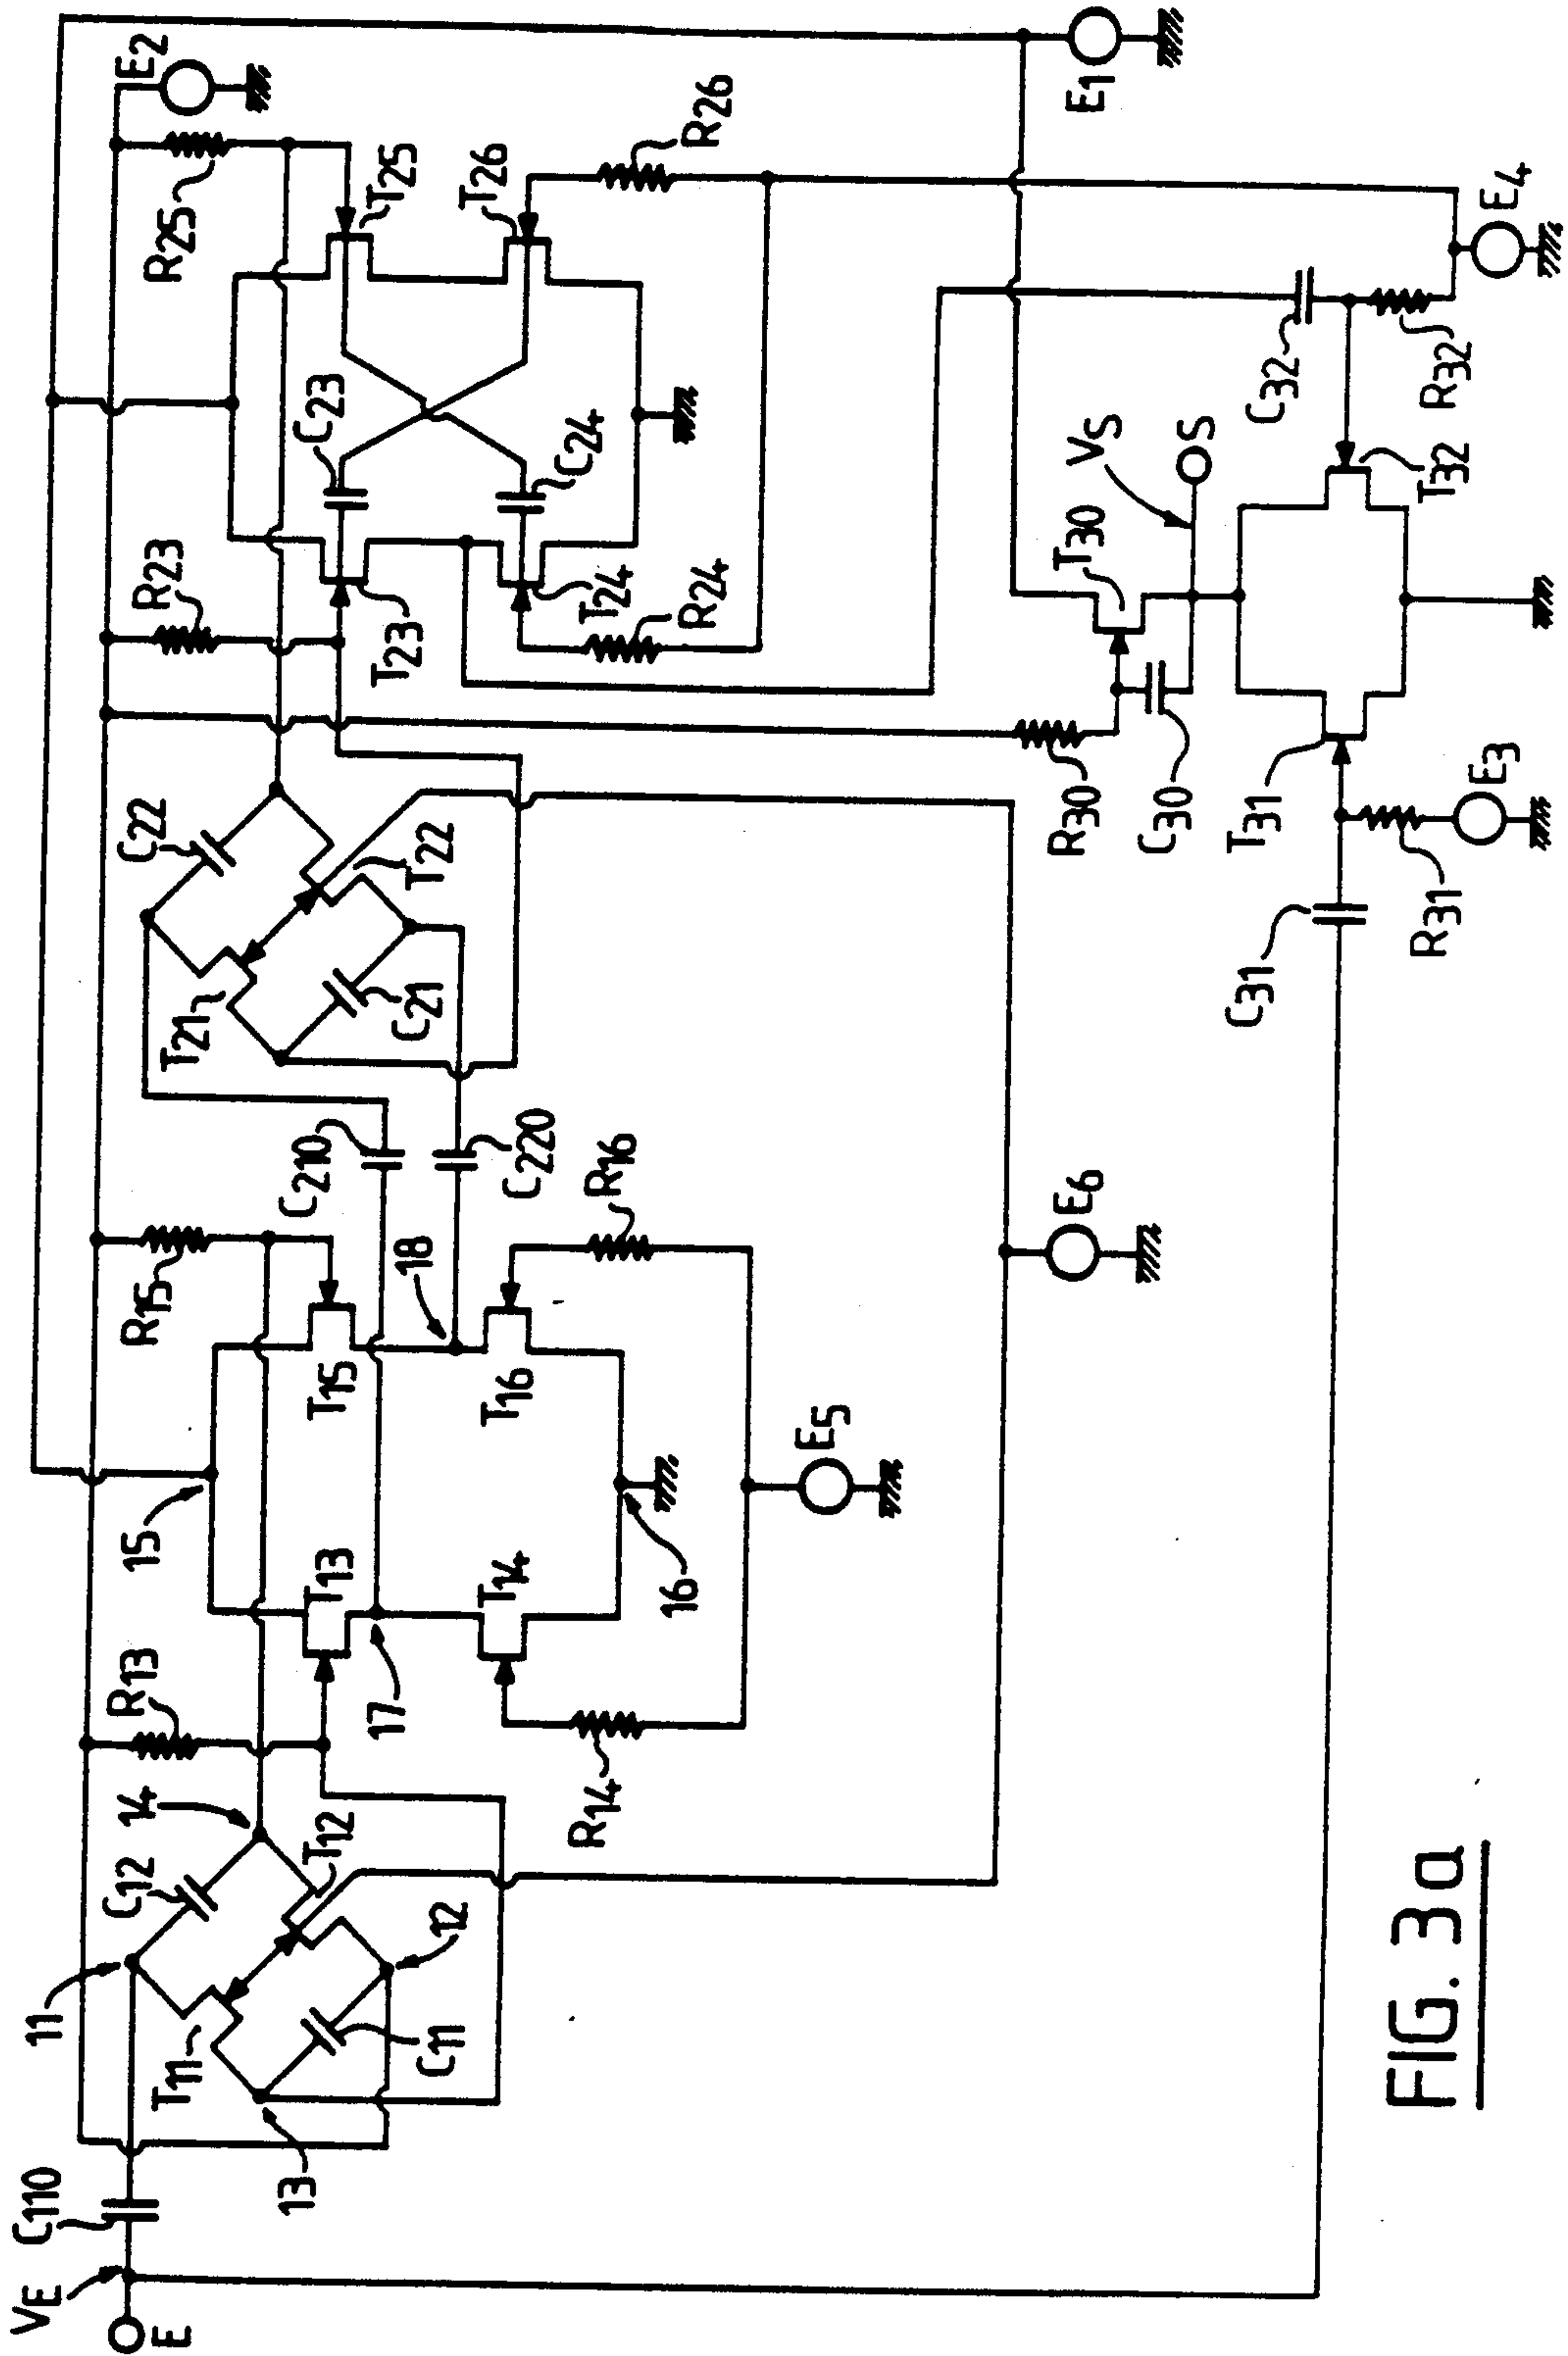 VE
E
C110
11
C12
14
T11
T12
C11
12
13
R13
T13
17
T14
R14
15
16
R15
T15
18
T16
R16
E5
C210
C220
E6
C22
T21
T22
C21
R23
T23
C23
T24
C24
R24
R25
T25
T26
R26
E2
E1
R30
C30
T30
VS
S
C31
T31
R31
E3
C32
T32
R32
E4
FIG. 3a